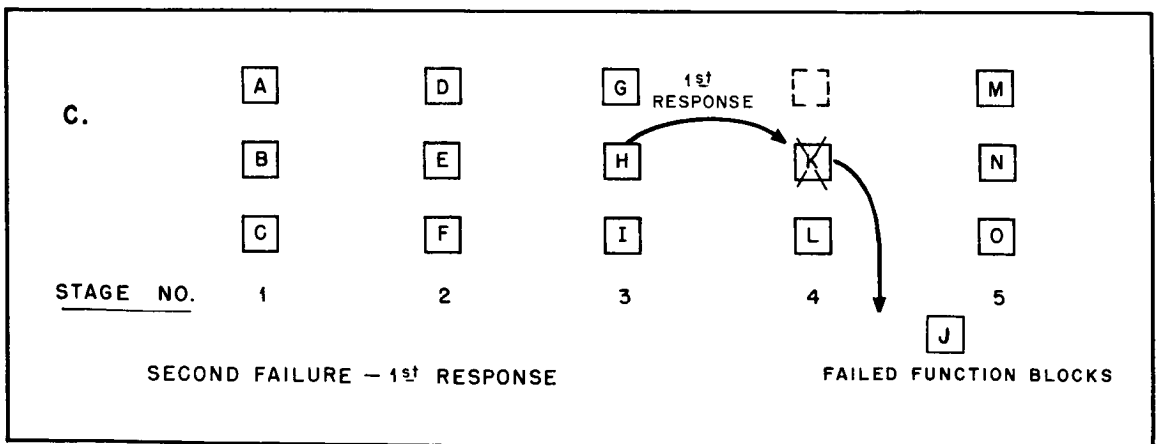 C.
A D G 1st RESPONSE M
B E H K N
C F I L O
STAGE NO. 1 2 3 4 5
J
SECOND FAILURE – 1st RESPONSE
FAILED FUNCTION BLOCKS